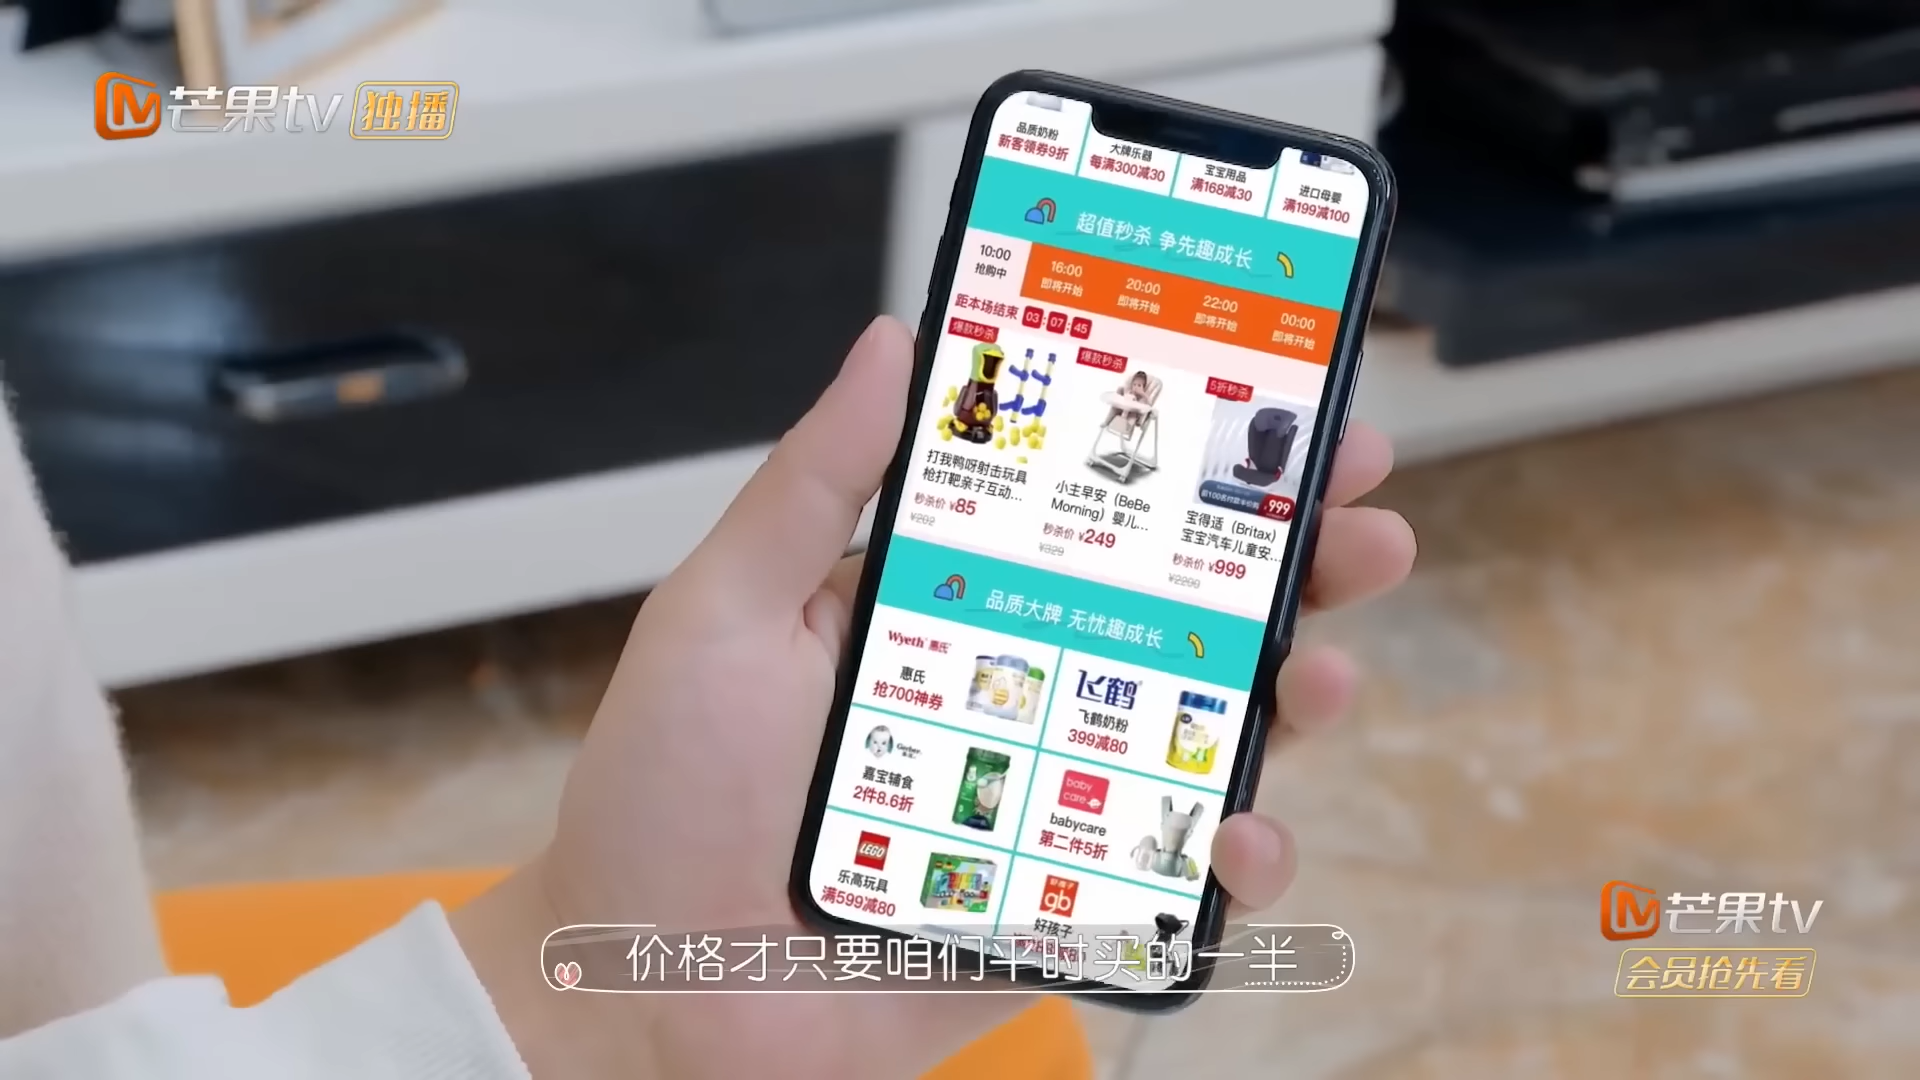 芒果tv 独播
品质奶粉
新客领券9折
大牌乐器
每满300减30
宝宝用品
满168减30
进口母婴
满199减100
超值秒杀 争先趣成长
10:00
抢购中
16:00
即将开始
20:00
即将开始
22:00
即将开始
00:00
即将开始
距本场结束 03:07:45
爆款秒杀
爆款秒杀
5折秒杀
打我鸭呀射击玩具
枪打靶亲子互动...
秒杀价 ¥85
¥202
小主早安（BeBe
Morning）婴儿...
秒杀价 ¥249
¥329
999
宝得适（Britax）
宝宝汽车儿童安...
秒杀价 ¥999
¥2299
品质大牌 无忧趣成长
Wyeth 惠氏
惠氏
抢700神券
飞鹤
飞鹤奶粉
399减80
Gerber
嘉宝辅食
2件8.6折
baby
care
babycare
第二件5折
LEGO
乐高玩具
满599减80
好孩子
gb
好孩子
价格才只要咱们平时买的一半
芒果tv
会员抢先看